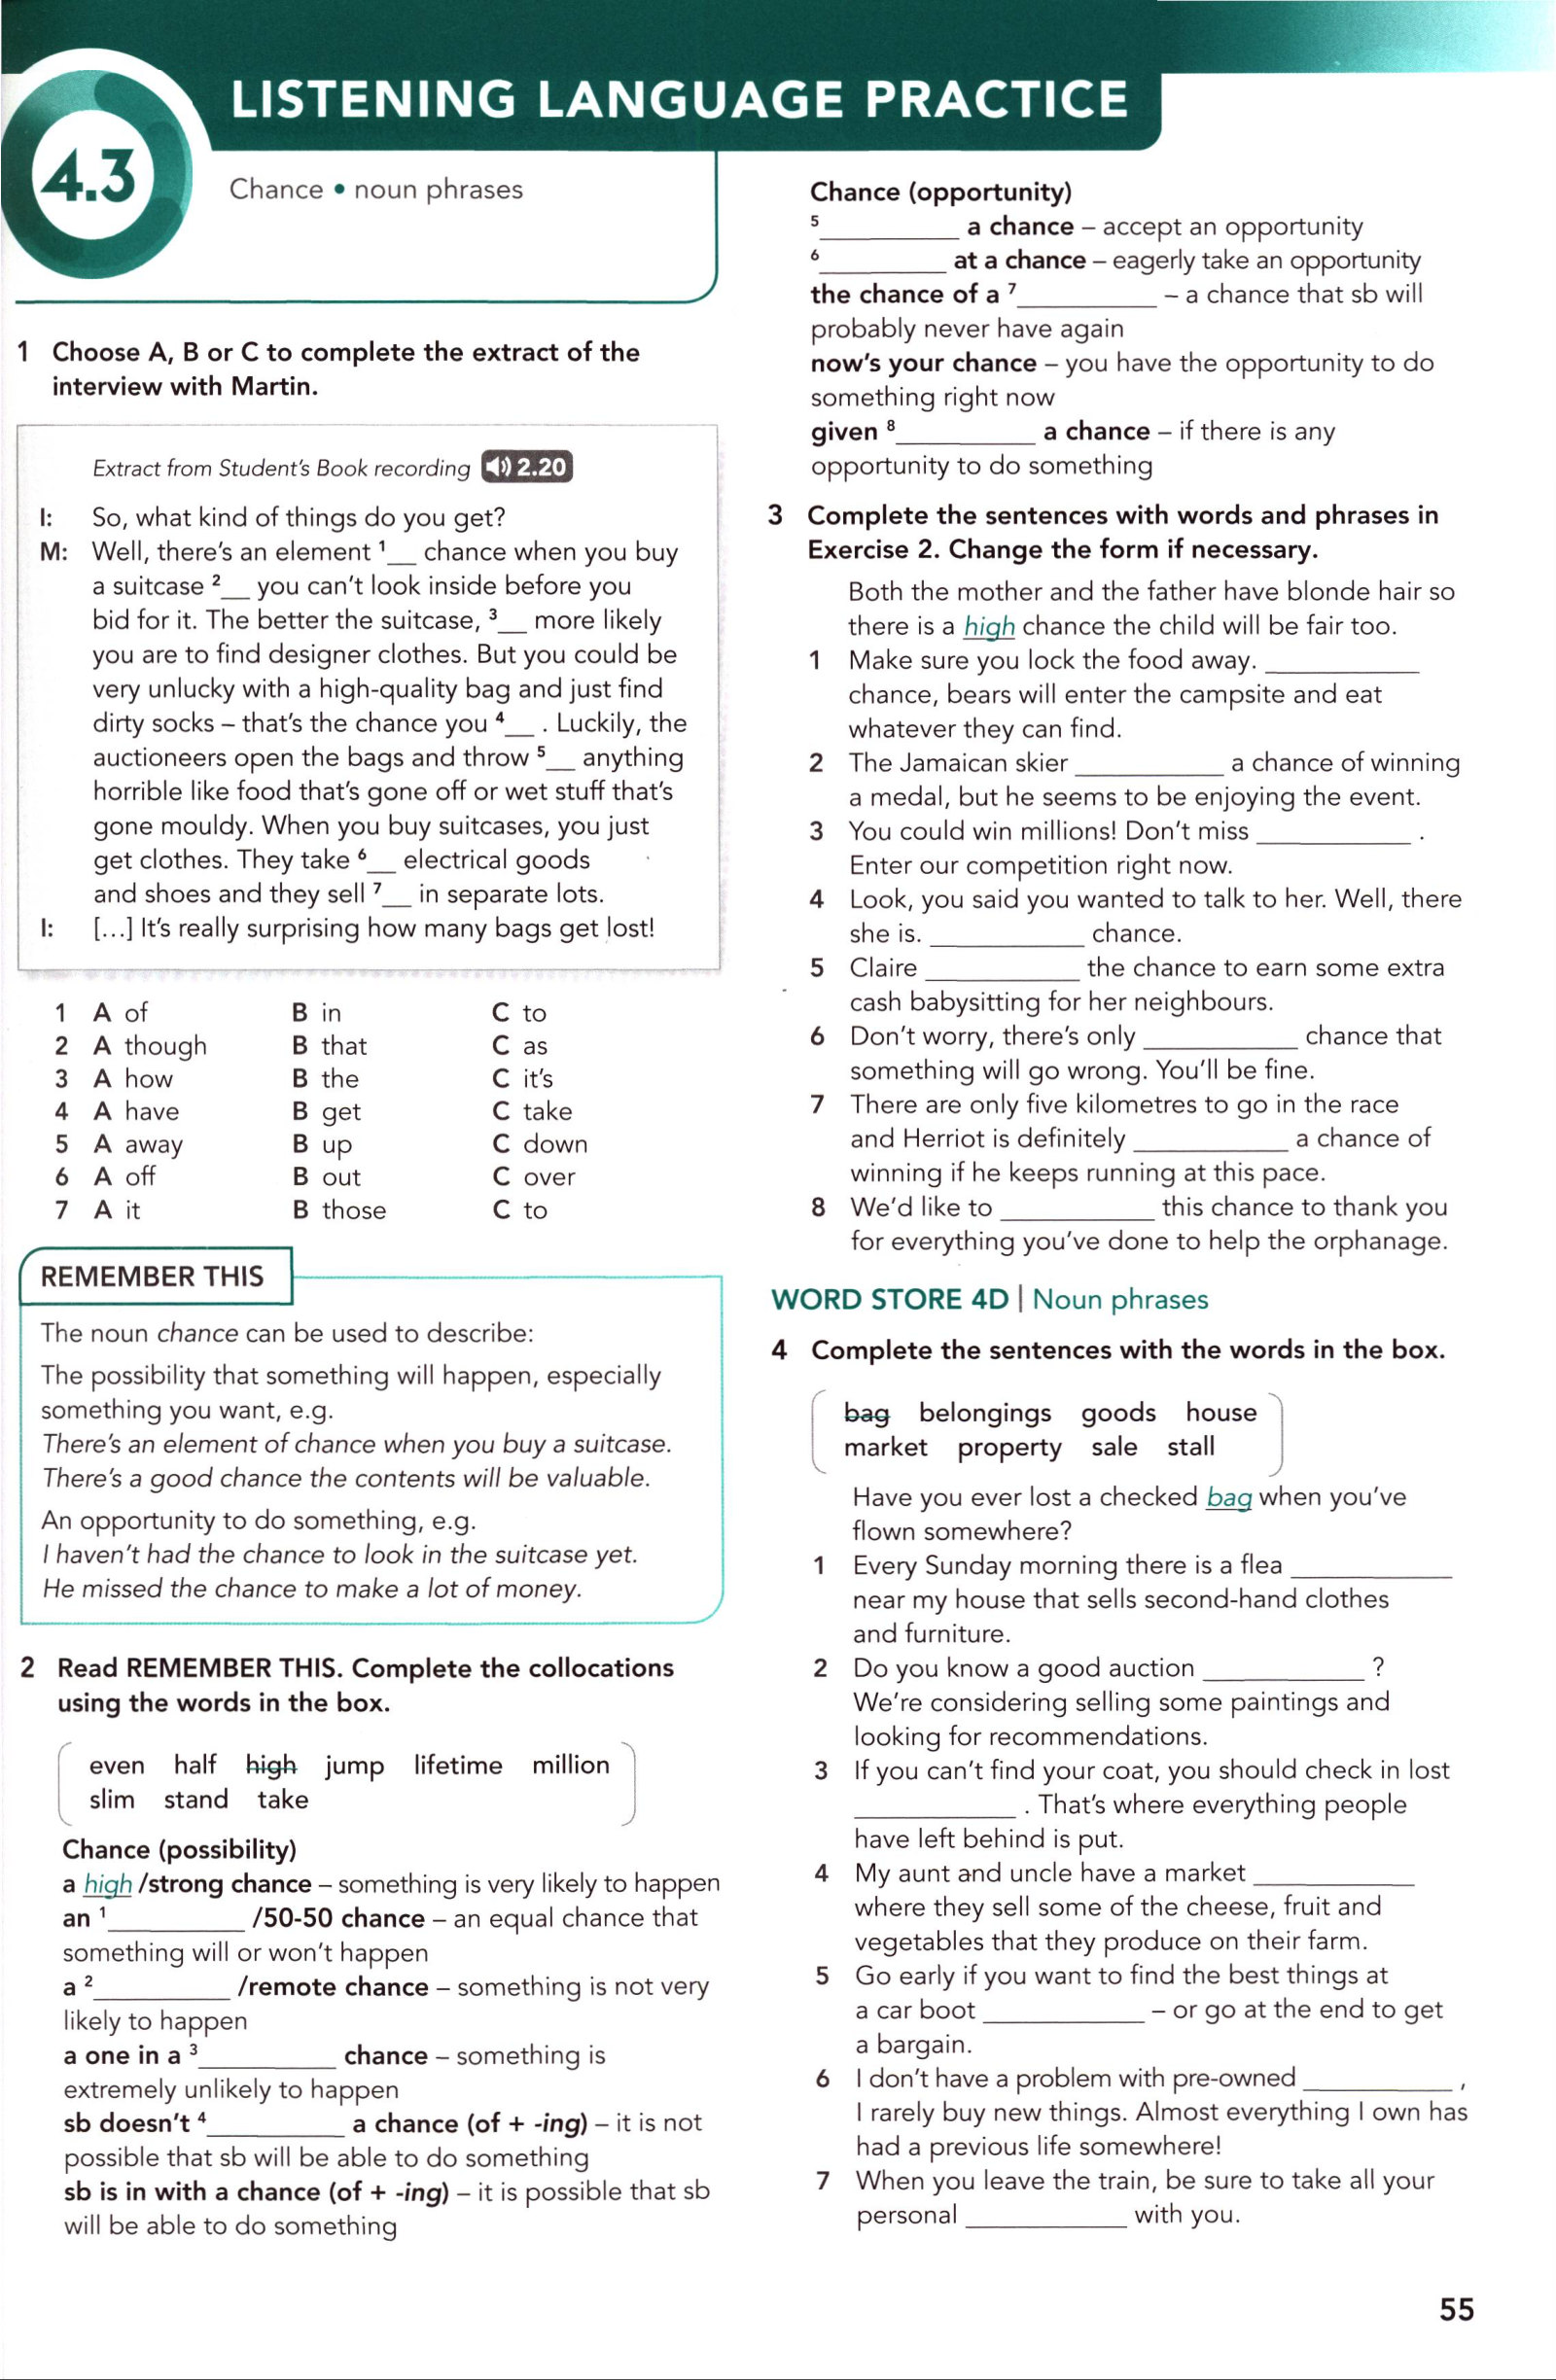 LISTENING LANGUAGE PRACTICE
4.3
Chance • noun phrases
1 Choose A, B or C to complete the extract of the
interview with Martin.
Extract from Student's Book recording 2.20
I: So, what kind of things do you get?
M: Well, there's an element ¹__ chance when you buy
a suitcase ²__ you can't look inside before you
bid for it. The better the suitcase, ³__ more likely
you are to find designer clothes. But you could be
very unlucky with a high-quality bag and just find
dirty socks – that's the chance you ⁴__ . Luckily, the
auctioneers open the bags and throw ⁵__ anything
horrible like food that's gone off or wet stuff that's
gone mouldy. When you buy suitcases, you just
get clothes. They take ⁶__ electrical goods
and shoes and they sell ⁷__ in separate lots.
I: [...] It's really surprising how many bags get lost!
1 A of B in C to
2 A though B that C as
3 A how B the C it's
4 A have B get C take
5 A away B up C down
6 A off B out C over
7 A it B those C to
REMEMBER THIS
The noun chance can be used to describe:
The possibility that something will happen, especially
something you want, e.g.
There's an element of chance when you buy a suitcase.
There's a good chance the contents will be valuable.
An opportunity to do something, e.g.
I haven't had the chance to look in the suitcase yet.
He missed the chance to make a lot of money.
2 Read REMEMBER THIS. Complete the collocations
using the words in the box.
even half high jump lifetime million
slim stand take
Chance (possibility)
a high /strong chance – something is very likely to happen
an ¹__________ /50-50 chance – an equal chance that
something will or won't happen
a ²__________ /remote chance – something is not very
likely to happen
a one in a ³__________ chance – something is
extremely unlikely to happen
sb doesn't ⁴__________ a chance (of + -ing) – it is not
possible that sb will be able to do something
sb is in with a chance (of + -ing) – it is possible that sb
will be able to do something
Chance (opportunity)
⁵__________ a chance – accept an opportunity
⁶__________ at a chance – eagerly take an opportunity
the chance of a ⁷__________ – a chance that sb will
probably never have again
now's your chance – you have the opportunity to do
something right now
given ⁸__________ a chance – if there is any
opportunity to do something
3 Complete the sentences with words and phrases in
Exercise 2. Change the form if necessary.
Both the mother and the father have blonde hair so
there is a high chance the child will be fair too.
1 Make sure you lock the food away. __________
chance, bears will enter the campsite and eat
whatever they can find.
2 The Jamaican skier __________ a chance of winning
a medal, but he seems to be enjoying the event.
3 You could win millions! Don't miss __________ .
Enter our competition right now.
4 Look, you said you wanted to talk to her. Well, there
she is. __________ chance.
5 Claire __________ the chance to earn some extra
cash babysitting for her neighbours.
6 Don't worry, there's only __________ chance that
something will go wrong. You'll be fine.
7 There are only five kilometres to go in the race
and Herriot is definitely __________ a chance of
winning if he keeps running at this pace.
8 We'd like to __________ this chance to thank you
for everything you've done to help the orphanage.
WORD STORE 4D | Noun phrases
4 Complete the sentences with the words in the box.
bag belongings goods house
market property sale stall
Have you ever lost a checked bag when you've
flown somewhere?
1 Every Sunday morning there is a flea __________
near my house that sells second-hand clothes
and furniture.
2 Do you know a good auction __________ ?
We're considering selling some paintings and
looking for recommendations.
3 If you can't find your coat, you should check in lost
__________ . That's where everything people
have left behind is put.
4 My aunt and uncle have a market __________
where they sell some of the cheese, fruit and
vegetables that they produce on their farm.
5 Go early if you want to find the best things at
a car boot __________ – or go at the end to get
a bargain.
6 I don't have a problem with pre-owned __________ ,
I rarely buy new things. Almost everything I own has
had a previous life somewhere!
7 When you leave the train, be sure to take all your
personal __________ with you.
55